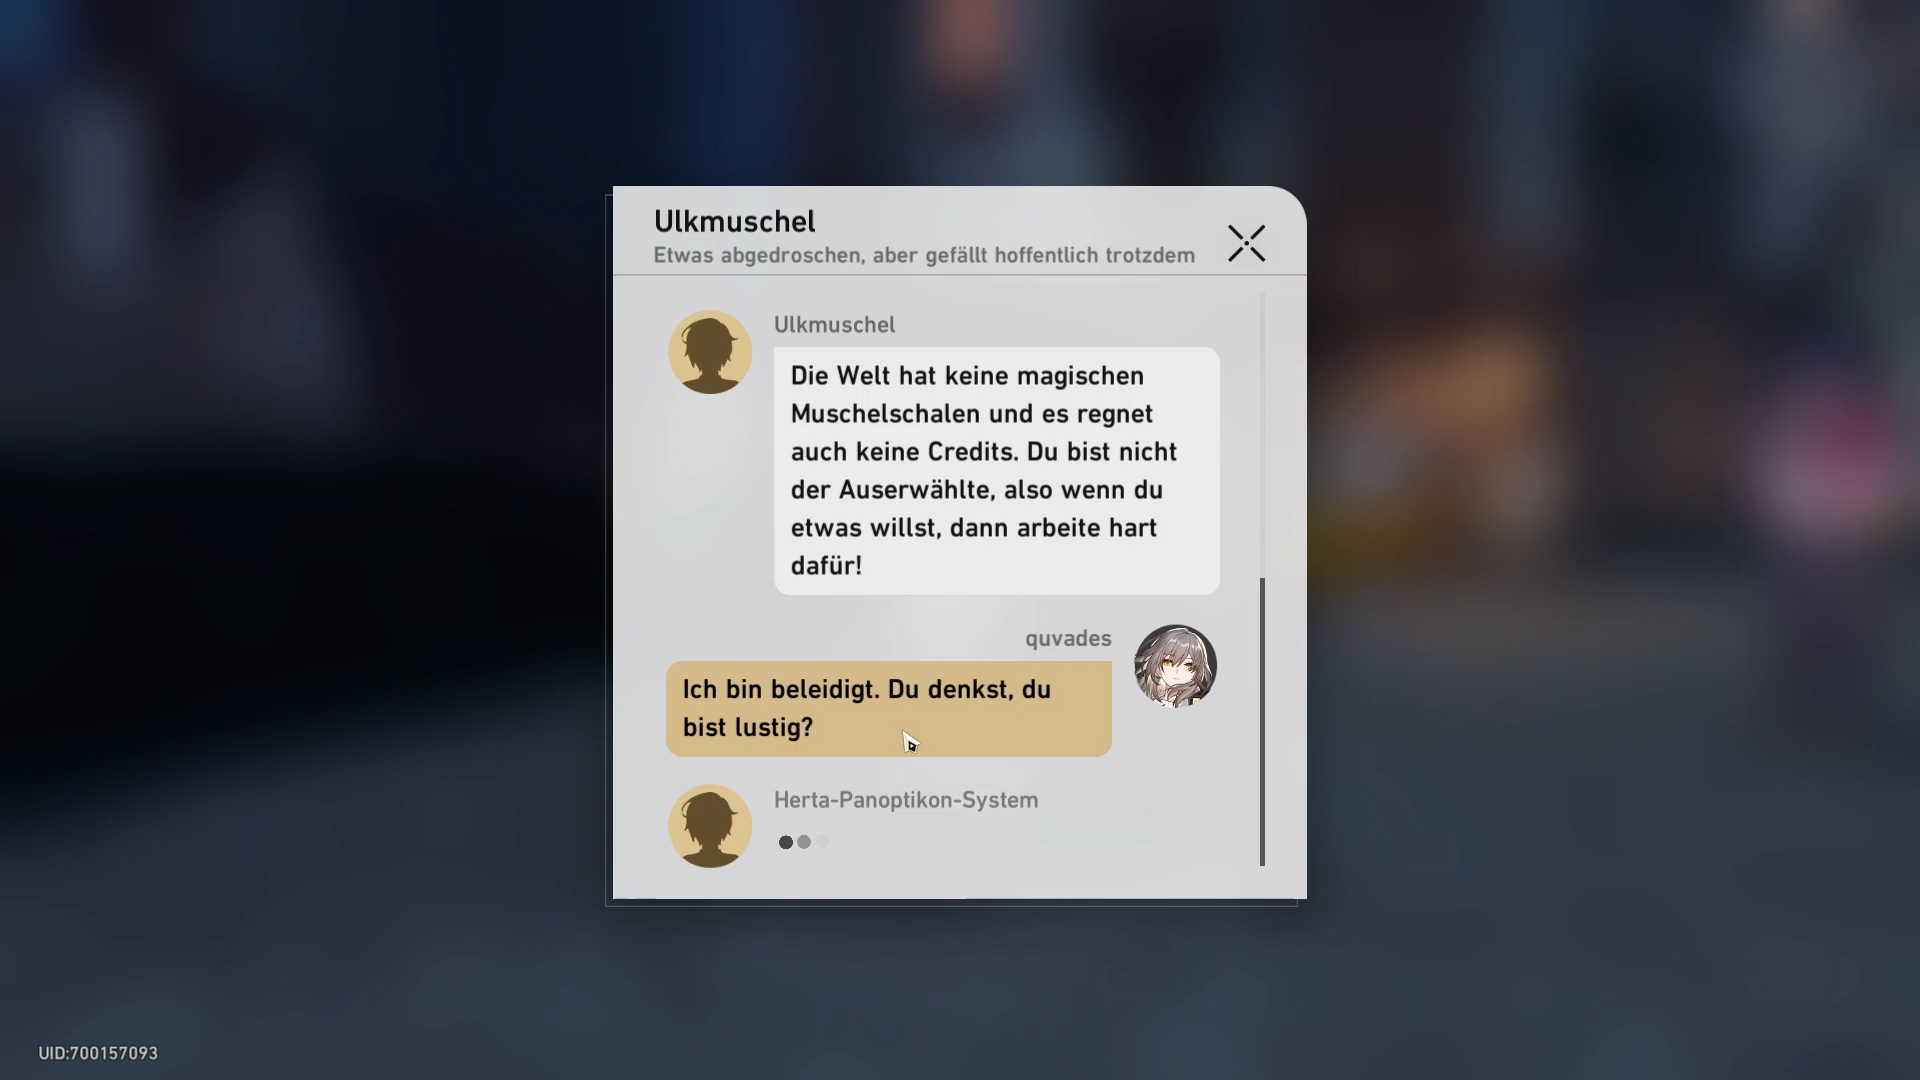 Ulkmuschel
Etwas abgedroschen, aber gefällt hoffentlich trotzdem
Ulkmuschel
Die Welt hat keine magischen
Muschelschalen und es regnet
auch keine Credits. Du bist nicht
der Auserwählte, also wenn du
etwas willst, dann arbeite hart
dafür!
quvades
Ich bin beleidigt. Du denkst, du
bist lustig?
Herta-Panoptikon-System
UID:700157093